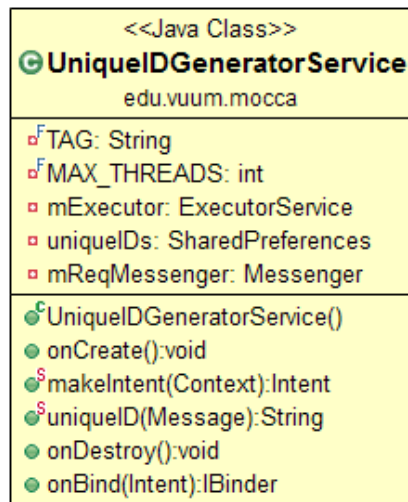 <<Java Class>>
C UniqueIDGeneratorService
edu.vuum.mocca
F TAG: String
F MAX_THREADS: int
mExecutor: ExecutorService
uniqueIDs: SharedPreferences
mReqMessenger: Messenger
C UniqueIDGeneratorService()
onCreate():void
S makeIntent(Context):Intent
S uniqueID(Message):String
onDestroy():void
onBind(Intent):IBinder